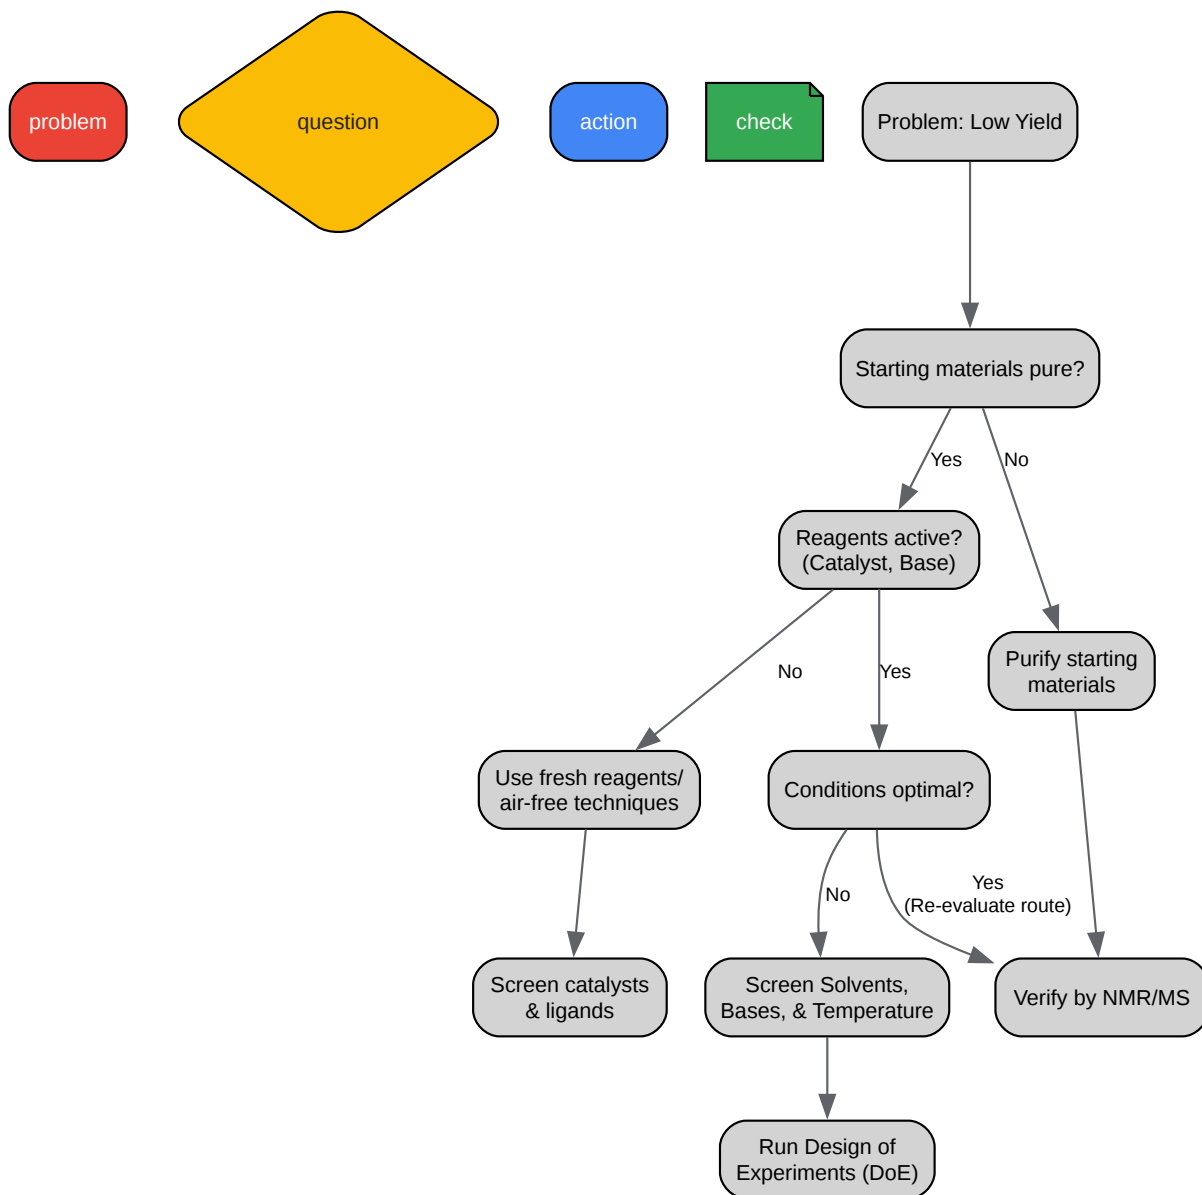 problem
question
action
check
Problem: Low Yield
Starting materials pure?
Yes
No
Reagents active?
(Catalyst, Base)
No
Yes
Purify starting
materials
Use fresh reagents/
air-free techniques
Conditions optimal?
No
Yes
(Re-evaluate route)
Screen catalysts
& ligands
Screen Solvents,
Bases, & Temperature
Verify by NMR/MS
Run Design of
Experiments (DoE)